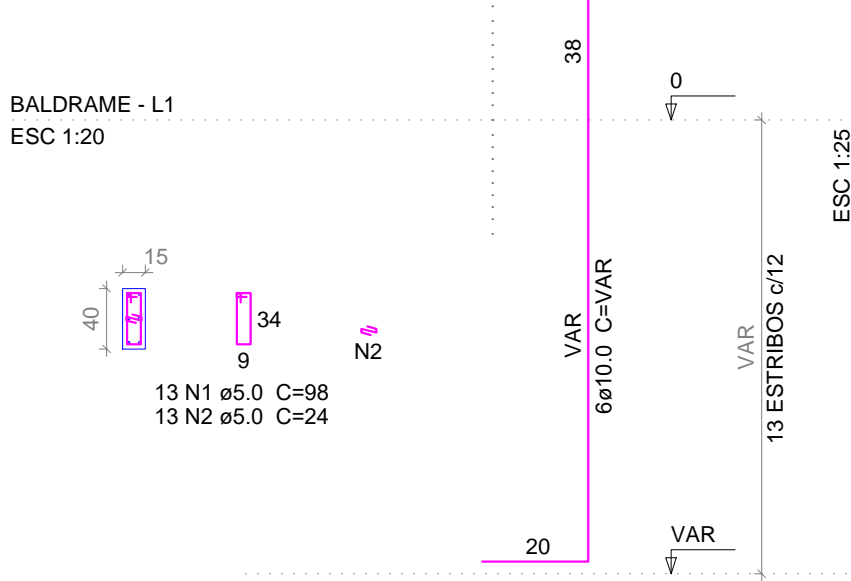 38
0
BALDRAME - L1
ESC 1:20
ESC 1:25
15
40
34
9
N2
13 N1 ø5.0 C=98
13 N2 ø5.0 C=24
VAR
6ø10.0 C=VAR
VAR
13 ESTRIBOS c/12
20
VAR